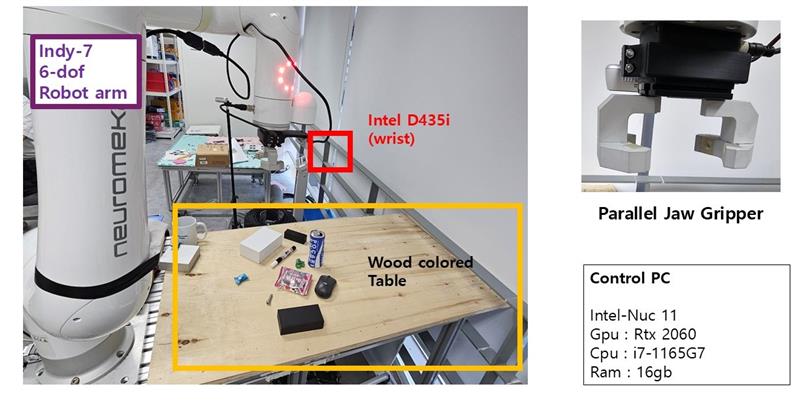 Indy-7
6-dof
Robot arm
neuromeka
Intel D435i
(wrist)
Wood colored
Table
Parallel Jaw Gripper
Control PC
Intel-Nuc 11
Gpu : Rtx 2060
Cpu : i7-1165G7
Ram : 16gb